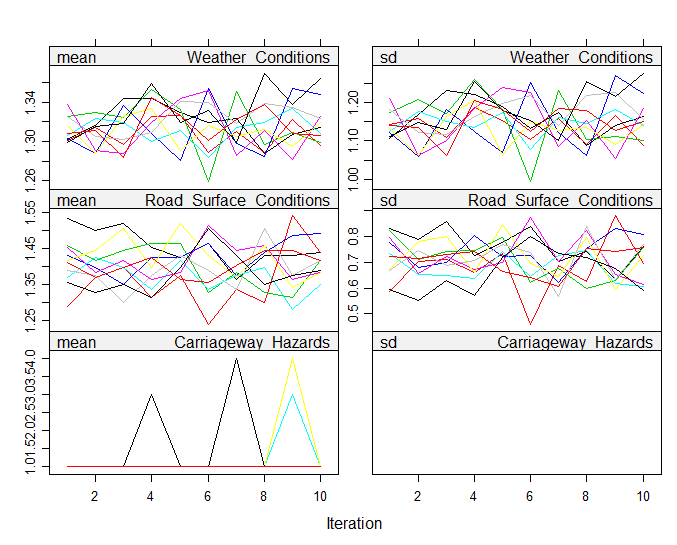 mean Weather Conditions
sd Weather Conditions
1.34
1.30
1.26
1.20
1.10
1.00
mean Road Surface Conditions
sd Road Surface Conditions
1.55
1.45
1.35
1.25
0.8
0.7
0.6
0.5
mean Carriageway Hazards
sd Carriageway Hazards
1.01.52.02.53.03.54.0
2 4 6 8 10
2 4 6 8 10
Iteration